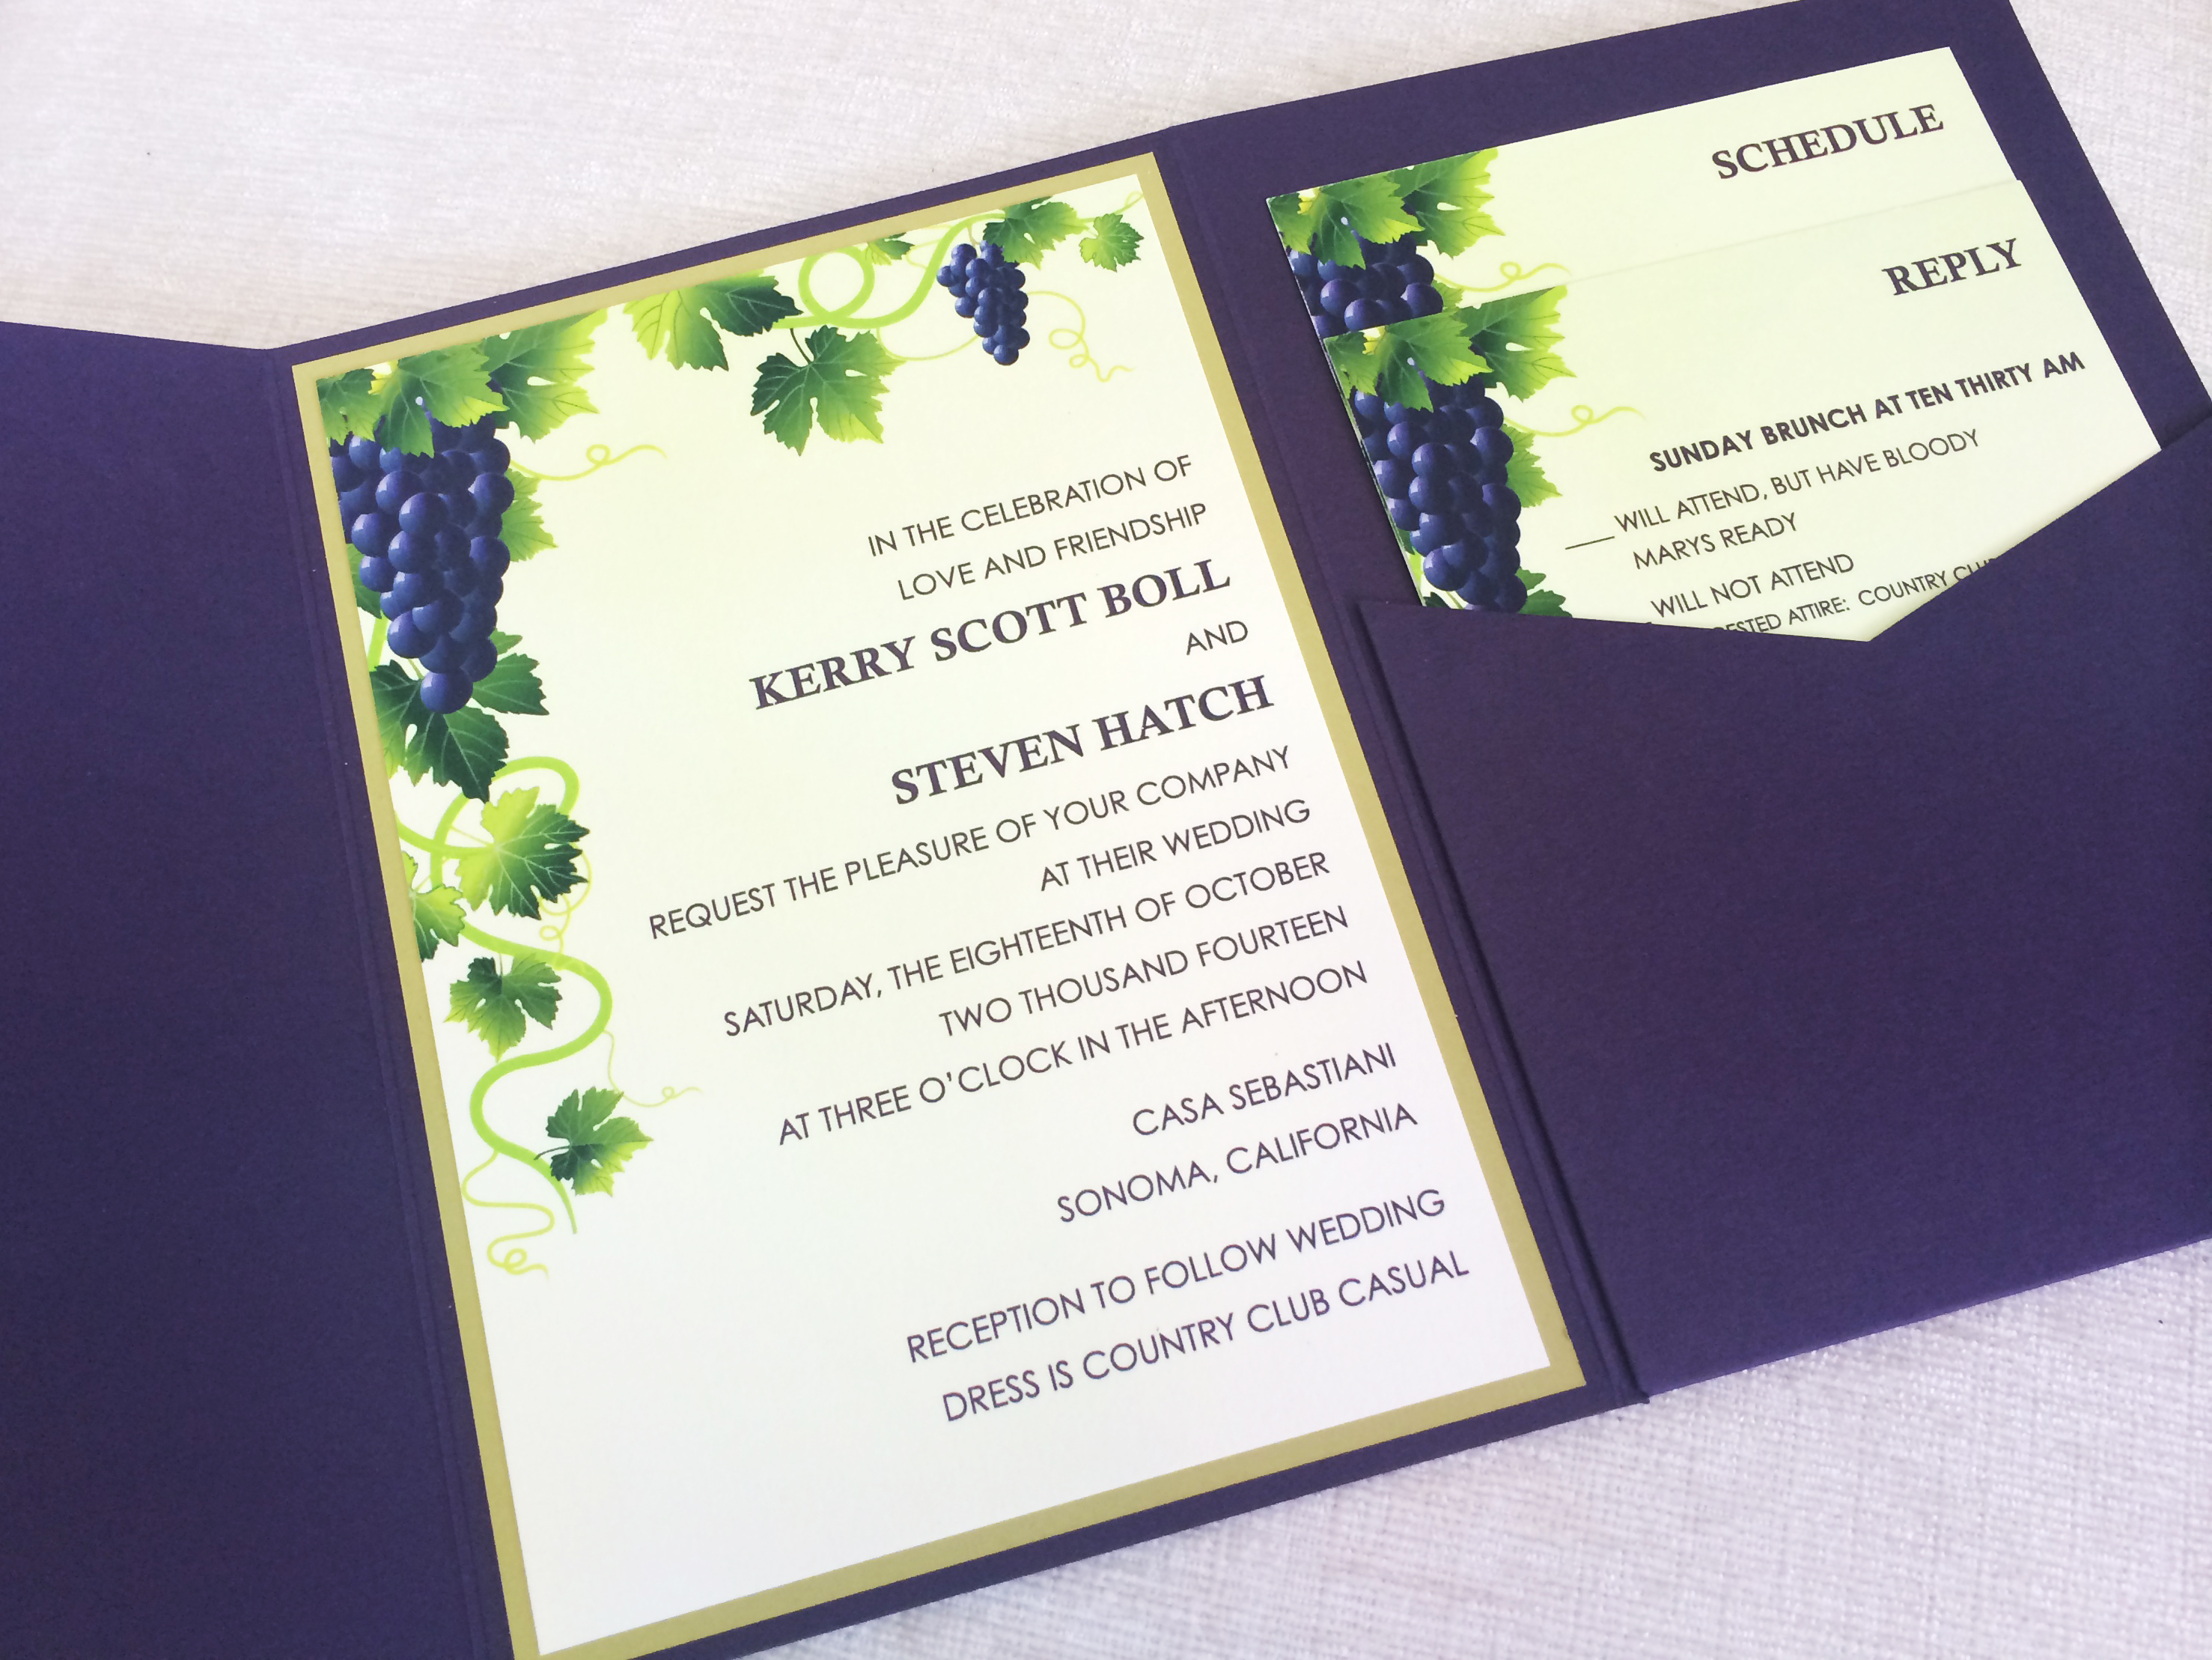 IN THE CELEBRATION OF
LOVE AND FRIENDSHIP
KERRY SCOTT BOLL
AND
STEVEN HATCH
REQUEST THE PLEASURE OF YOUR COMPANY
AT THEIR WEDDING
SATURDAY, THE EIGHTEENTH OF OCTOBER
TWO THOUSAND FOURTEEN
AT THREE O'CLOCK IN THE AFTERNOON
CASA SEBASTIANI
SONOMA, CALIFORNIA
RECEPTION TO FOLLOW WEDDING
DRESS IS COUNTRY CLUB CASUAL
SCHEDULE
REPLY
SUNDAY BRUNCH AT TEN THIRTY AM
___ WILL ATTEND, BUT HAVE BLOODY
MARYS READY
WILL NOT ATTEND
ATTIRE: COUNTRY